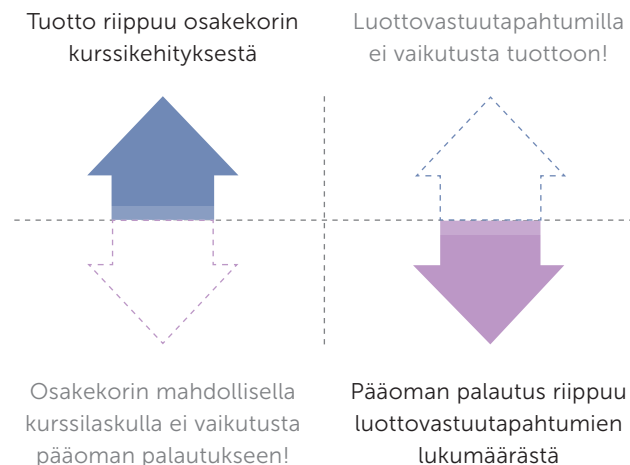 Tuotto riippuu osakekorin
kurssikehityksestä
Luottovastuutapahtumilla
ei vaikutusta tuottoon!
Osakekorin mahdollisella
kurssilaskulla ei vaikutusta
pääoman palautukseen!
Pääoman palautus riippuu
luottovastuutapahtumien
lukumäärästä